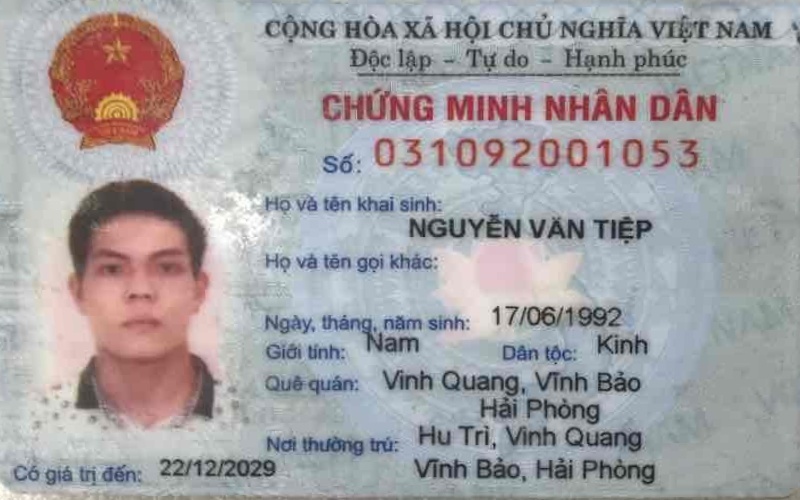 CỘNG HÒA XÃ HỘI CHỦ NGHĨA VIỆT NAM
Độc lập - Tự do - Hạnh phúc
CHỨNG MINH NHÂN DÂN
Số: 031092001053
Họ và tên khai sinh:
NGUYỄN VĂN TIỆP
Họ và tên gọi khác:
Ngày, tháng, năm sinh: 17/06/1992
Giới tính: Nam Dân tộc: Kinh
Quê quán: Vinh Quang, Vĩnh Bảo
Hải Phòng
Nơi thường trú: Hu Trì, Vinh Quang
Vĩnh Bảo, Hải Phòng
Có giá trị đến: 22/12/2029